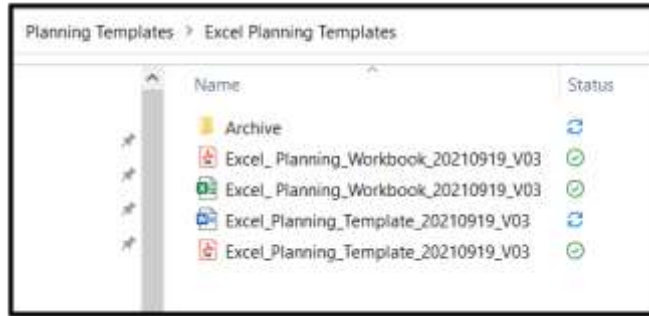 Planning Templates > Excel Planning Templates
Name Status
Archive
Excel_ Planning_Workbook_20210919_V03
Excel_ Planning_Workbook_20210919_V03
Excel_Planning_Template_20210919_V03
Excel_Planning_Template_20210919_V03